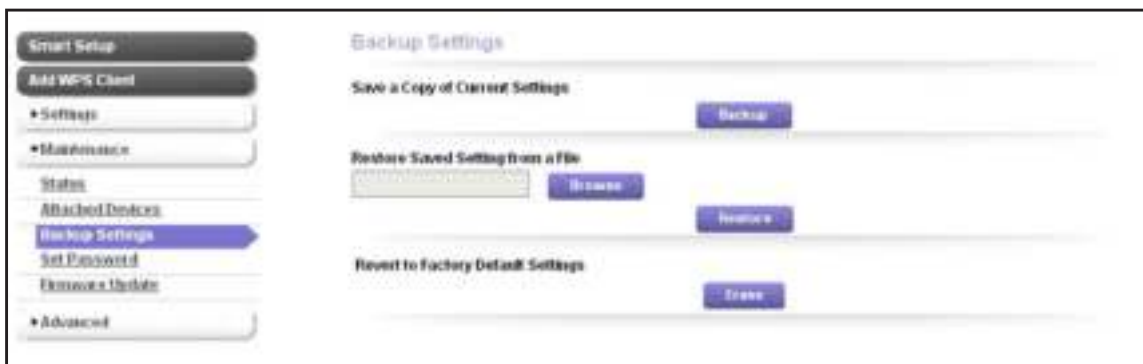 Smart Setup
Add WPS Client
Settings
Maintenance
Status
Attached Devices
Backup Settings
Set Password
Firmware Update
Advanced
Backup Settings
Save a Copy of Current Settings
Backup
Restore Saved Setting from a File
Browse
Restore
Revert to Factory Default Settings
Erase